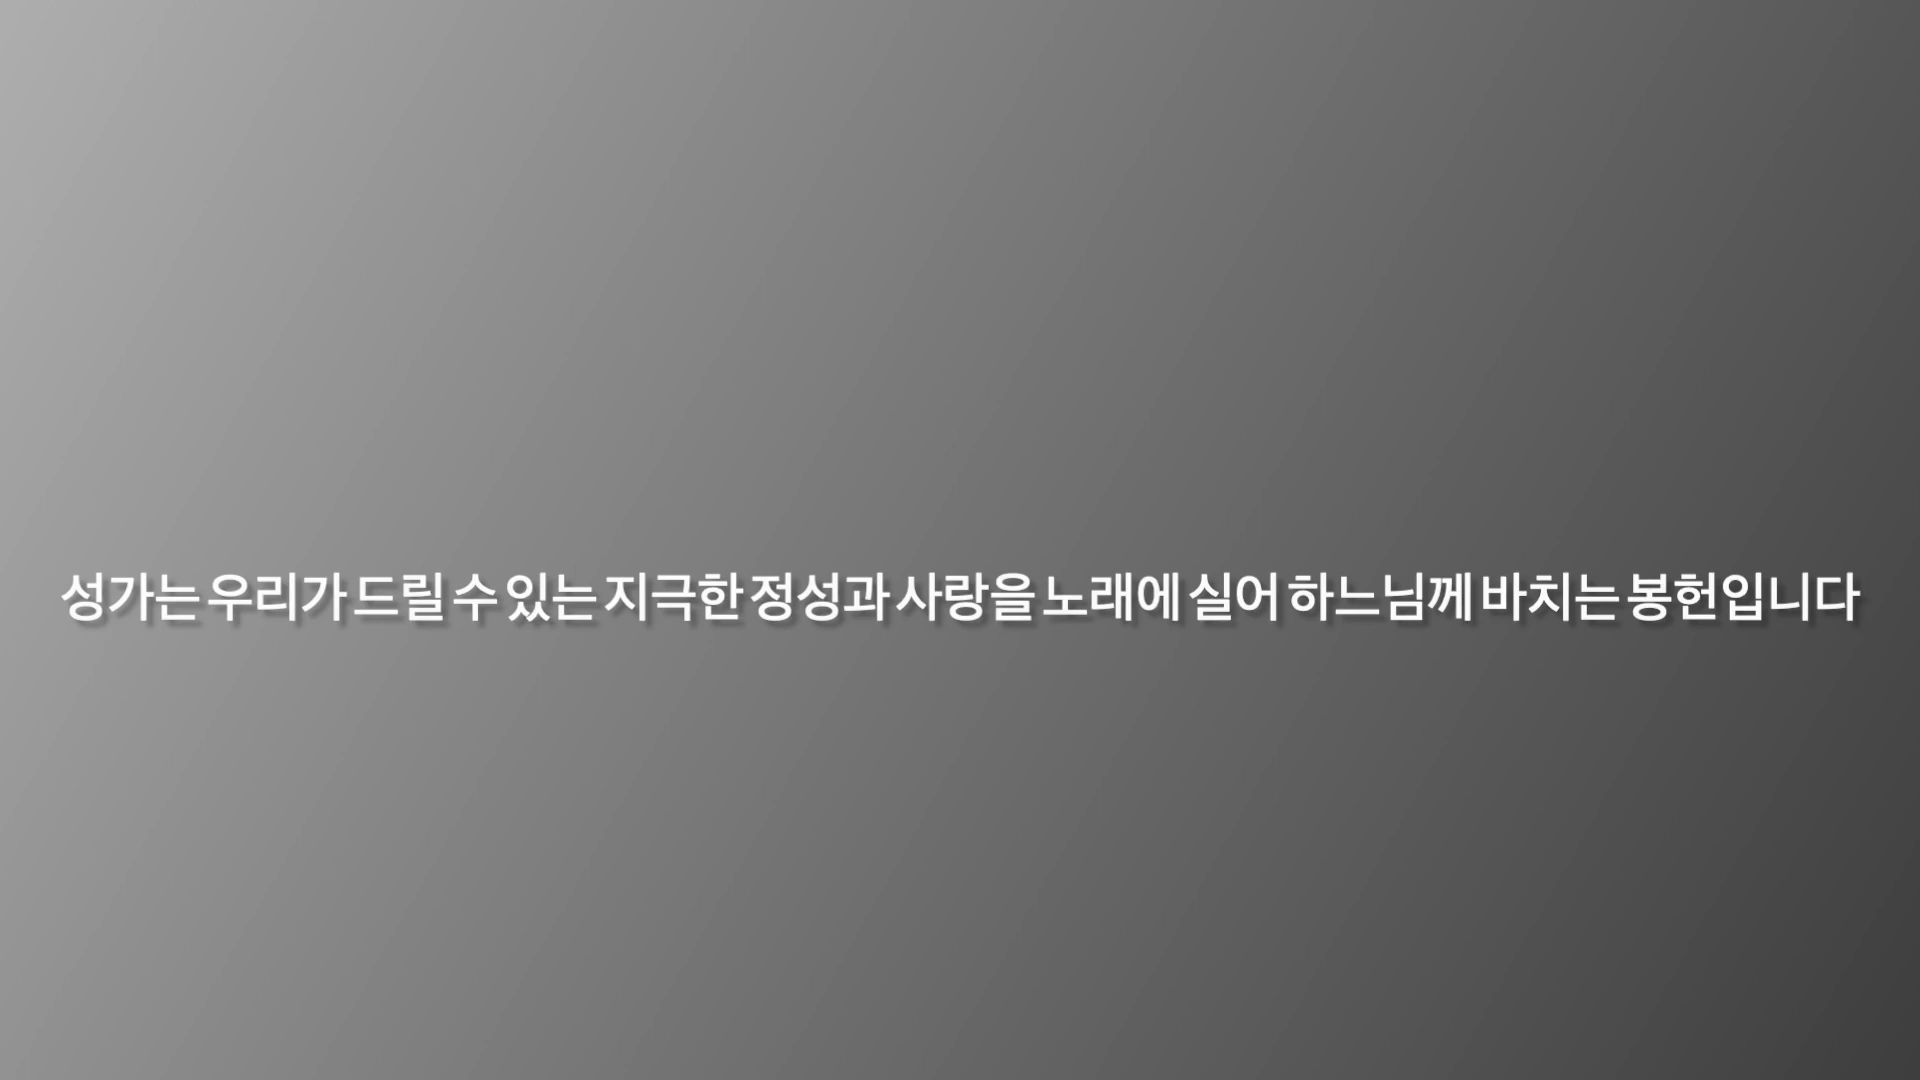 성가는 우리가 드릴 수 있는 지극한 정성과 사랑을 노래에 실어 하느님께 바치는 봉헌입니다